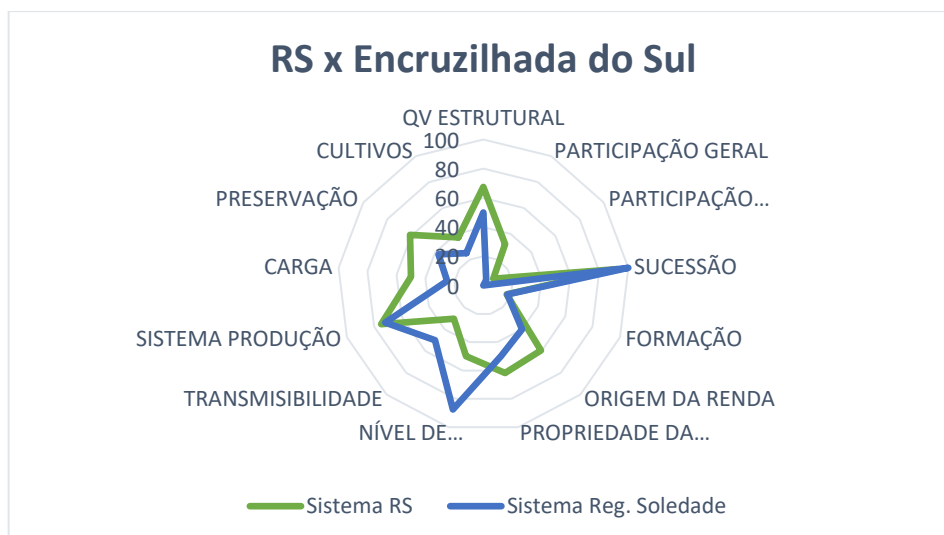 RS x Encruzilhada do Sul
QV ESTRUTURAL
PARTICIPAÇÃO GERAL
PARTICIPAÇÃO...
SUCESSÃO
FORMAÇÃO
ORIGEM DA RENDA
PROPRIEDADE DA...
NÍVEL DE...
TRANSMISIBILIDADE
SISTEMA PRODUÇÃO
CARGA
PRESERVAÇÃO
CULTIVOS
100
80
60
40
20
0
Sistema RS
Sistema Reg. Soledade